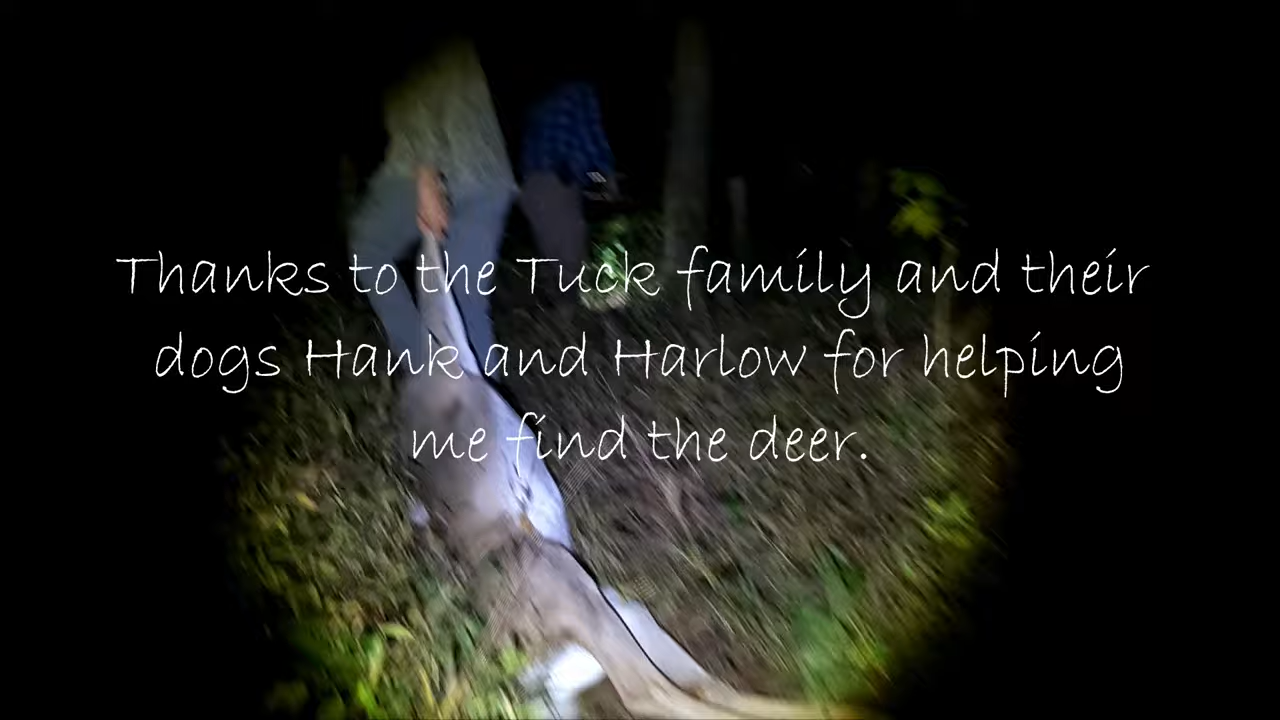 Thanks to the Tuck family and their
dogs Hank and Harlow for helping
me find the deer.